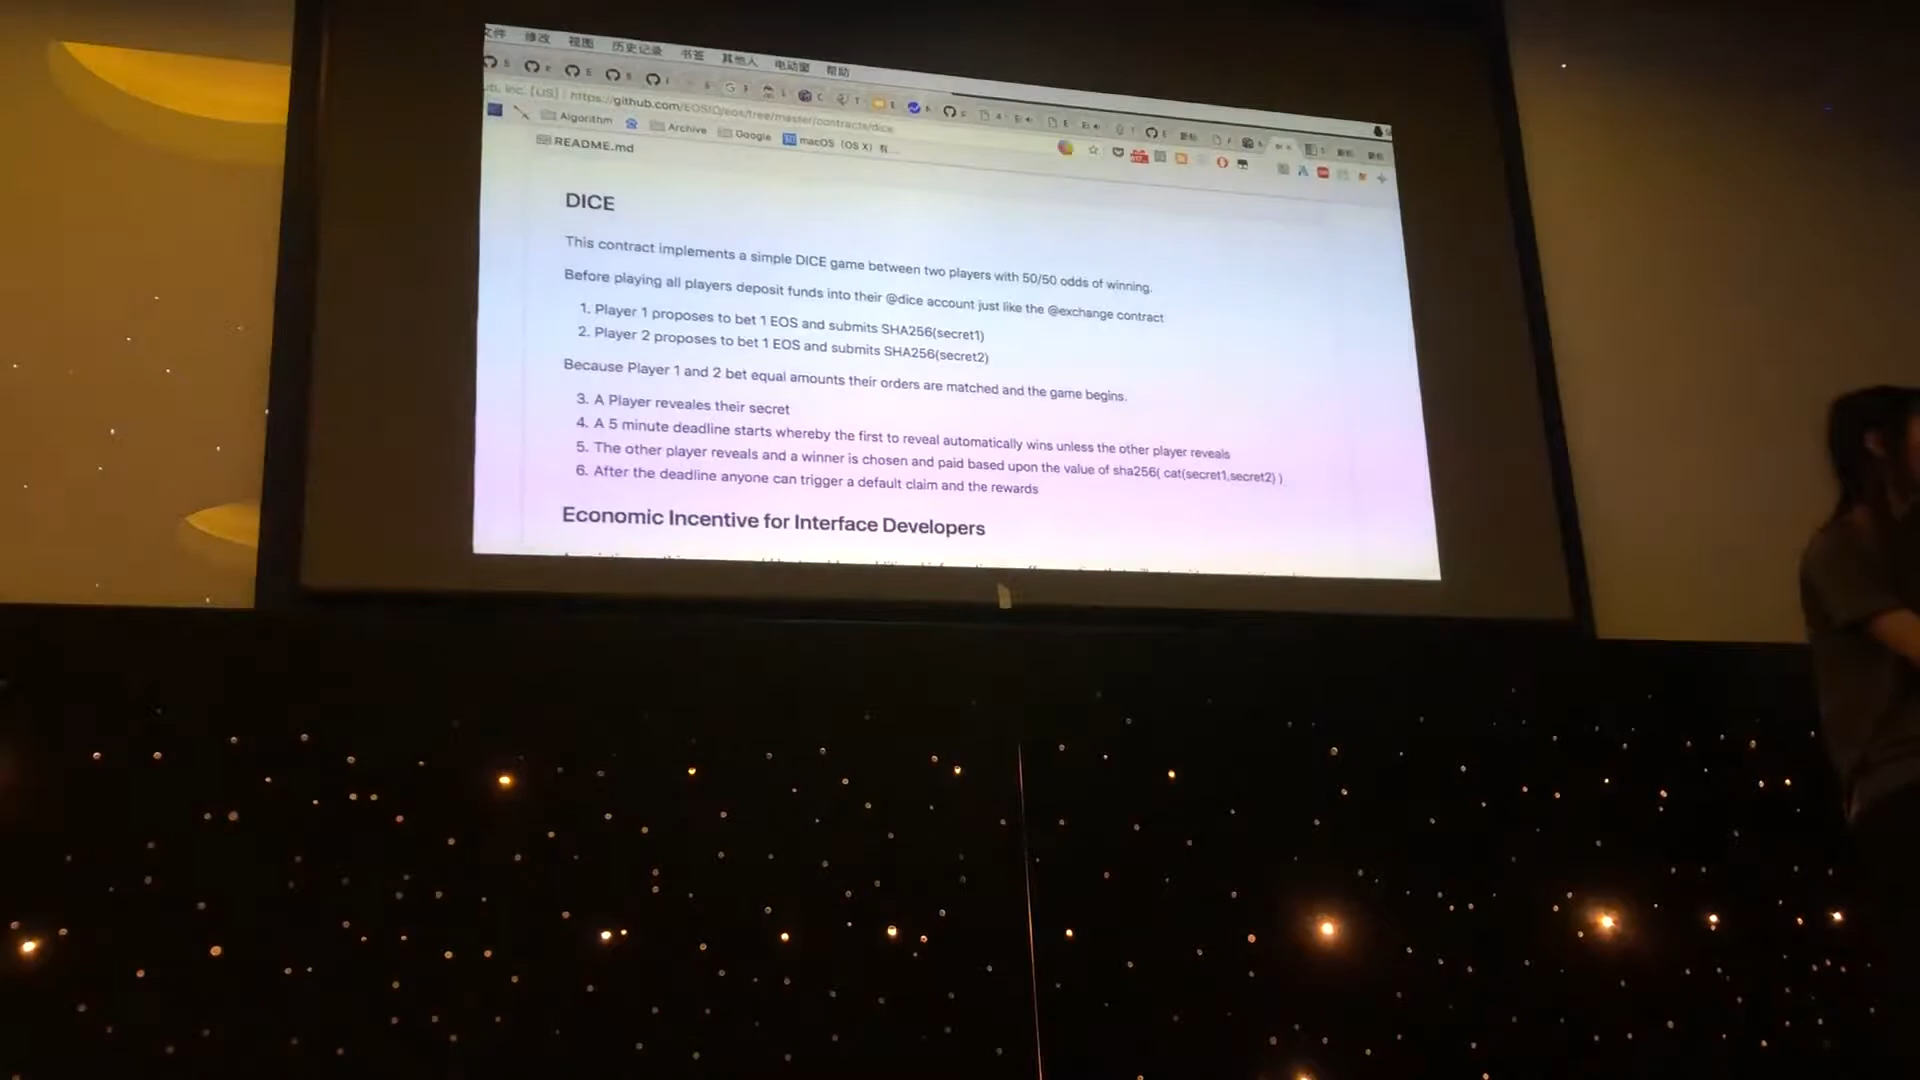 文件 修改 视图 历史记录 书签 其他人 电动窗 帮助
https://github.com/EOSIO/eos/tree/master/contracts/dice
Algorithm Archive Google macOS (OS X)
README.md
DICE
This contract implements a simple DICE game between two players with 50/50 odds of winning.
Before playing all players deposit funds into their @dice account just like the @exchange contract
1. Player 1 proposes to bet 1 EOS and submits SHA256(secret1)
2. Player 2 proposes to bet 1 EOS and submits SHA256(secret2)
Because Player 1 and 2 bet equal amounts their orders are matched and the game begins.
3. A Player reveales their secret
4. A 5 minute deadline starts whereby the first to reveal automatically wins unless the other player reveals
5. The other player reveals and a winner is chosen and paid based upon the value of sha256( cat(secret1,secret2) )
6. After the deadline anyone can trigger a default claim and the rewards
Economic Incentive for Interface Developers